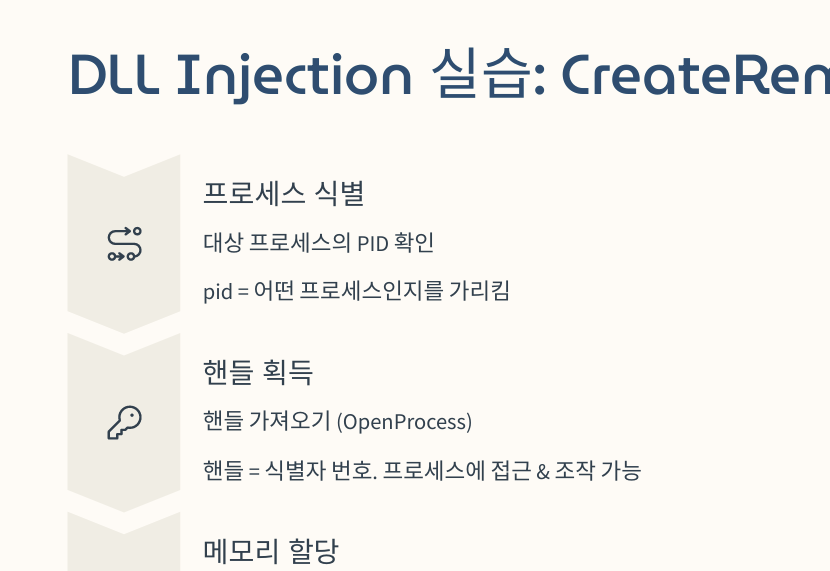 DLL Injection 실습: CreateRem
프로세스 식별
대상 프로세스의 PID 확인
pid = 어떤 프로세스인지를 가리킴
핸들 획득
핸들 가져오기 (OpenProcess)
핸들 = 식별자 번호. 프로세스에 접근 & 조작 가능
메모리 할당